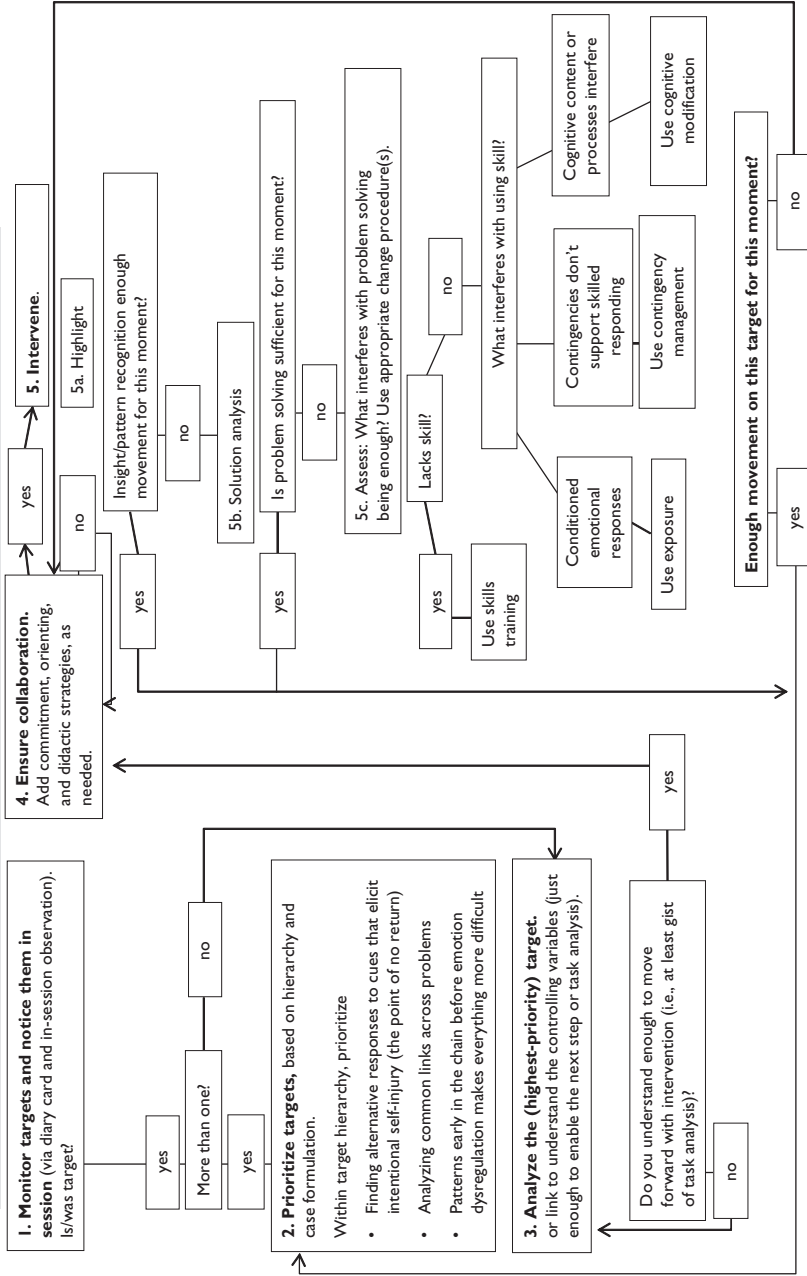 1. Monitor targets and notice them in
session (via diary card and in-session observation).
Is/was target?
yes
More than one?
no
yes
2. Prioritize targets, based on hierarchy and
case formulation.
Within target hierarchy, prioritize
• Finding alternative responses to cues that elicit
intentional self-injury (the point of no return)
• Analyzing common links across problems
• Patterns early in the chain before emotion
dysregulation makes everything more difficult
3. Analyze the (highest-priority) target.
or link to understand the controlling variables (just
enough to enable the next step or task analysis).
Do you understand enough to move
forward with intervention (i.e., at least gist
of task analysis)?
yes
no
4. Ensure collaboration.
Add commitment, orienting,
and didactic strategies, as
needed.
yes
no
5. Intervene.
5a. Highlight
Insight/pattern recognition enough
movement for this moment?
yes
no
5b. Solution analysis
Is problem solving sufficient for this moment?
yes
no
5c. Assess: What interferes with problem solving
being enough? Use appropriate change procedure(s).
Lacks skill?
yes
no
Use skills
training
What interferes with using skill?
Conditioned
emotional
responses
Contingencies don't
support skilled
responding
Cognitive content or
processes interfere
Use exposure
Use contingency
management
Use cognitive
modification
Enough movement on this target for this moment?
yes
no